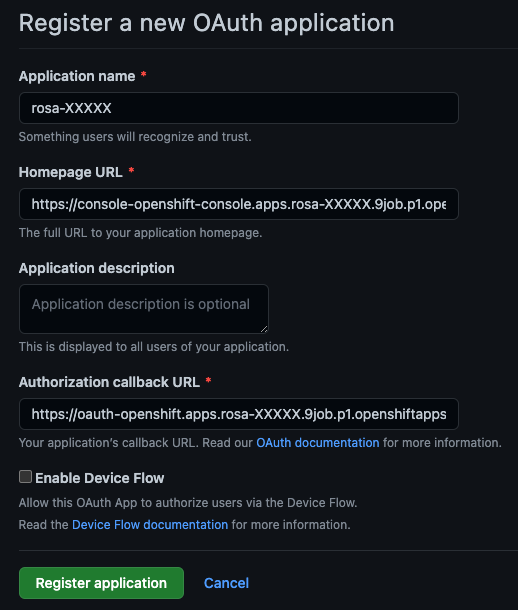 Register a new OAuth application
Application name *
rosa-XXXXX
Something users will recognize and trust.
Homepage URL *
https://console-openshift-console.apps.rosa-XXXXX.9job.p1.ope
The full URL to your application homepage.
Application description
Application description is optional
This is displayed to all users of your application.
Authorization callback URL *
https://oauth-openshift.apps.rosa-XXXXX.9job.p1.openshiftapps
Your application's callback URL. Read our OAuth documentation for more information.
Enable Device Flow
Allow this OAuth App to authorize users via the Device Flow.
Read the Device Flow documentation for more information.
Register application Cancel